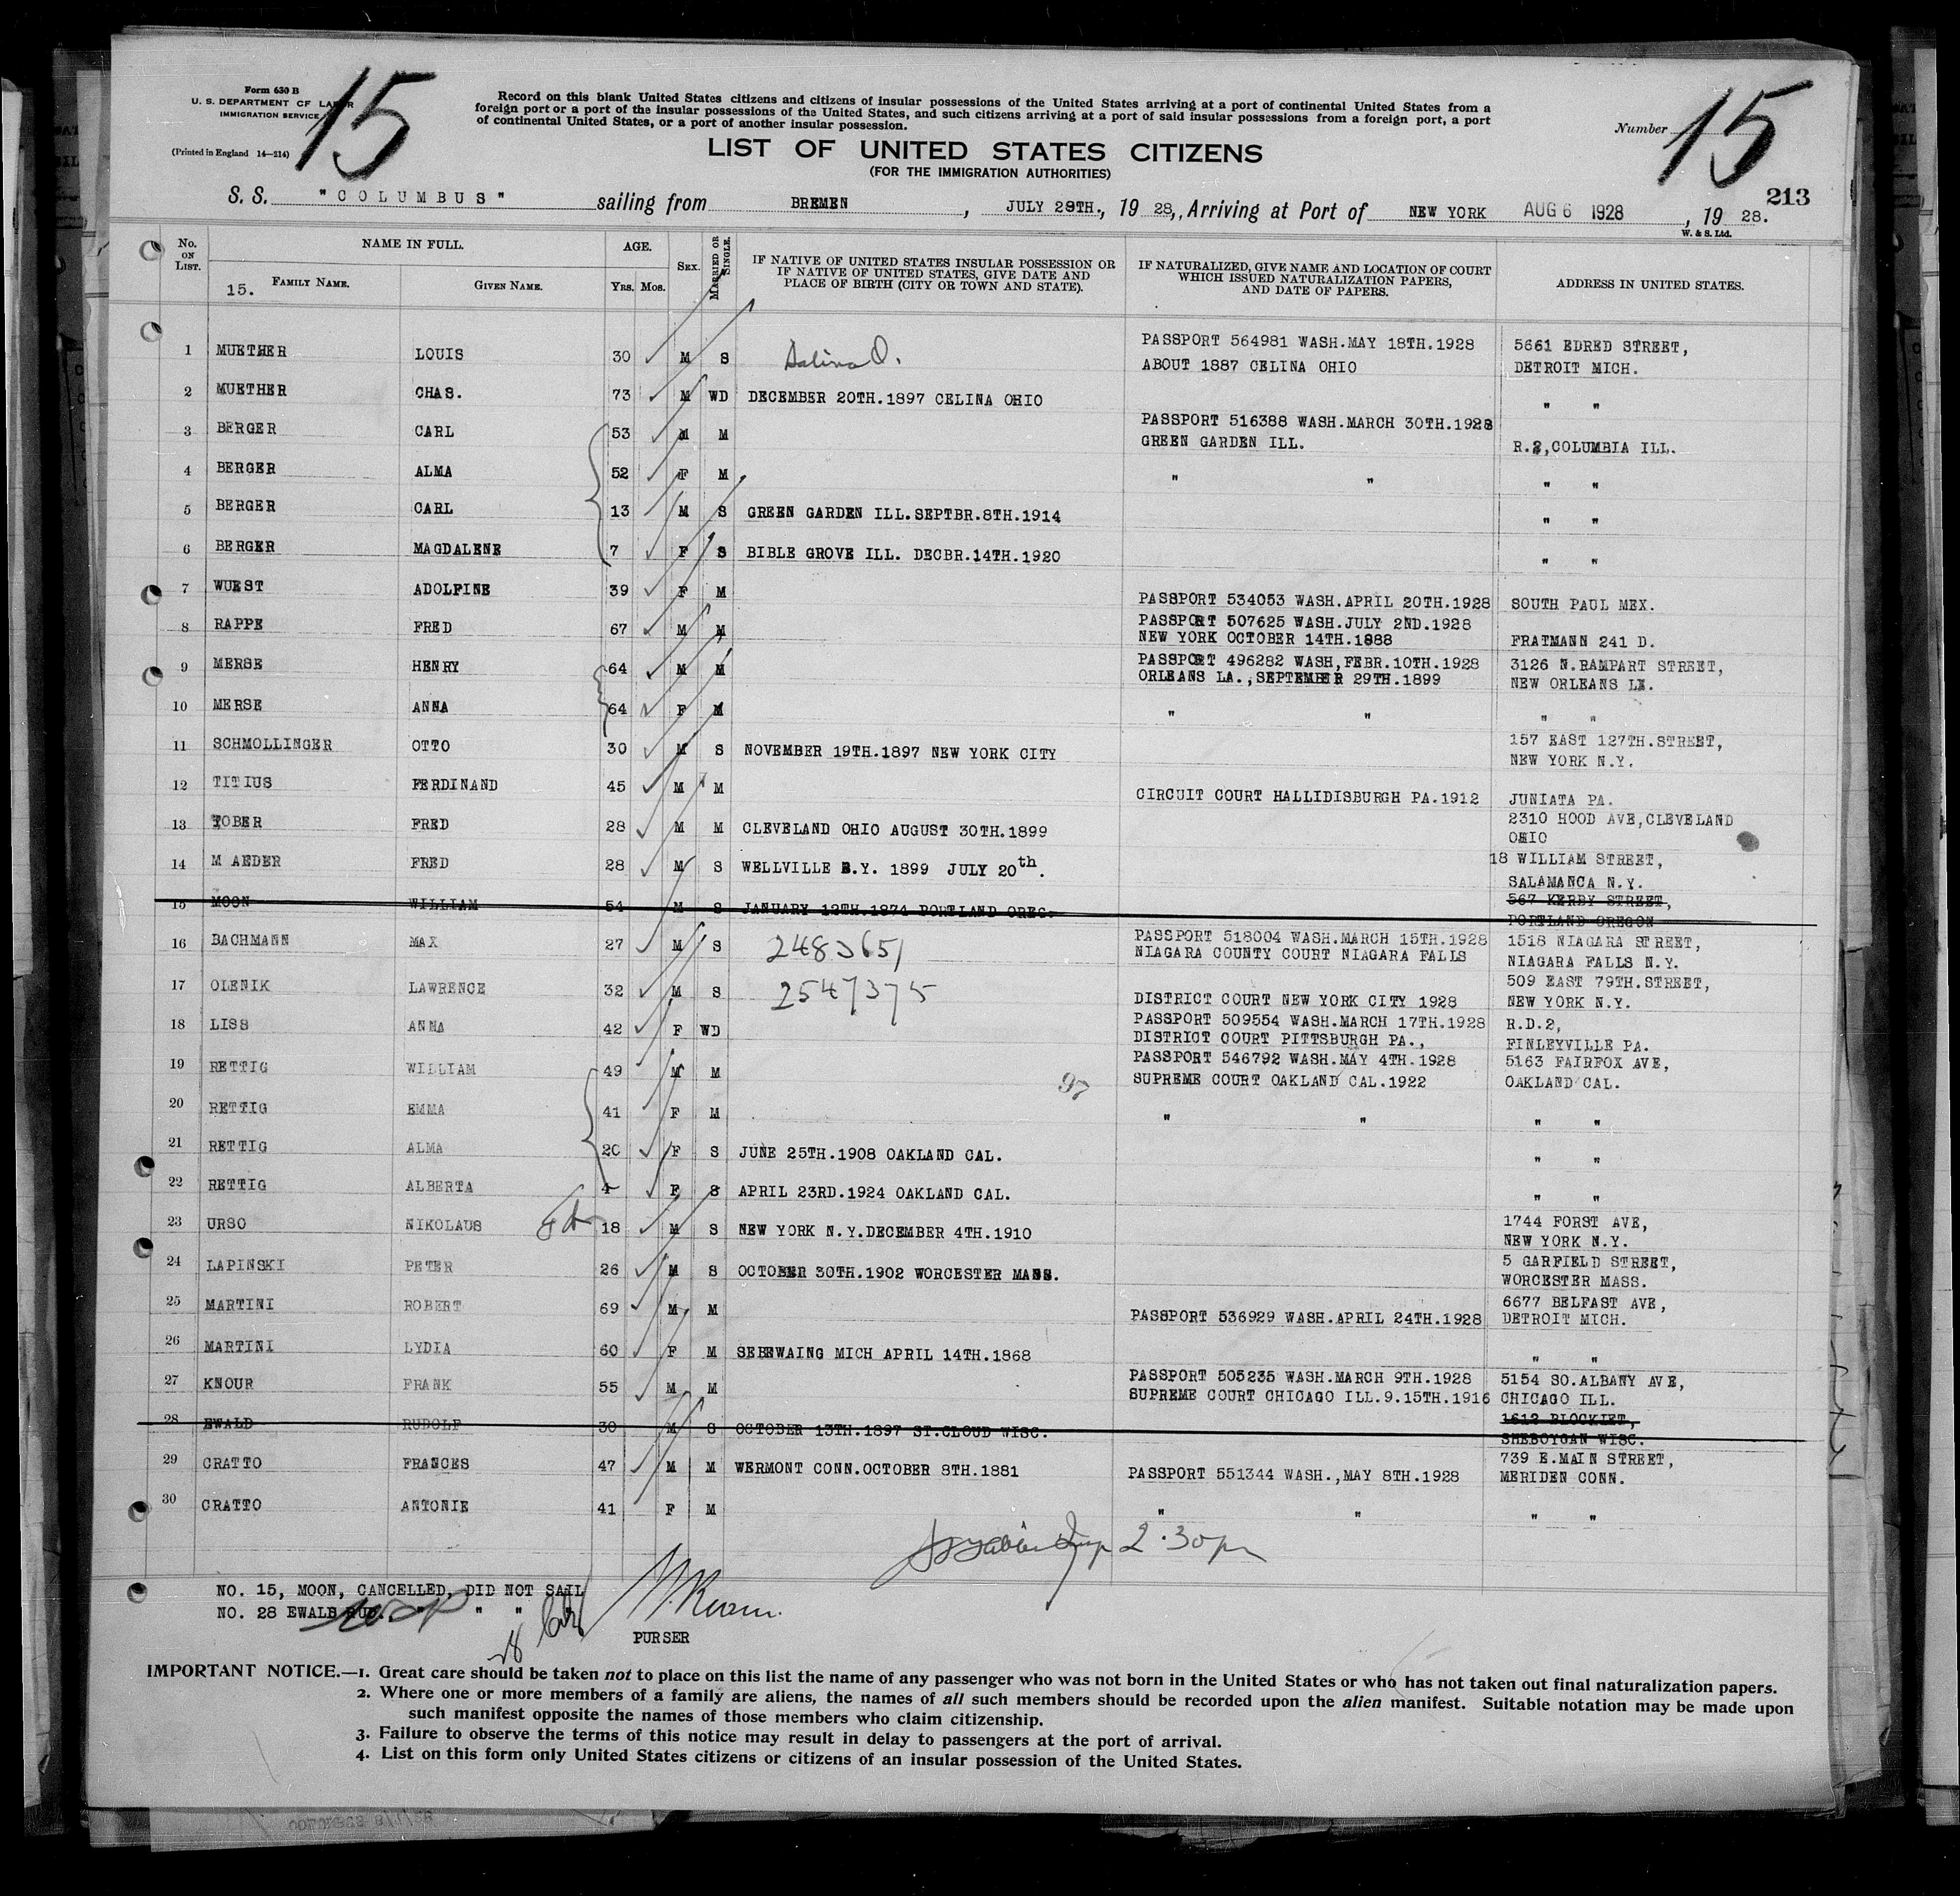 15
Form 630 B
U. S. DEPARTMENT OF LABOR
IMMIGRATION SERVICE
(Printed in England 14—214)
Record on this blank United States citizens and citizens of insular possessions of the United States arriving at a port of continental United States from a
foreign port or a port of the insular possessions of the United States, and such citizens arriving at a port of said insular possessions from a foreign port, a port
of continental United States, or a port of another insular possession.
LIST OF UNITED STATES CITIZENS
(FOR THE IMMIGRATION AUTHORITIES)
Number 15
213
S. S. "COLUMBUS" sailing from BREMEN, JULY 28TH., 19 28, Arriving at Port of NEW YORK AUG 6 1928, 19 28.
W. & S. Ltd.
No. ON LIST. NAME IN FULL. AGE. SEX. MARRIED OR SINGLE. IF NATIVE OF UNITED STATES INSULAR POSSESSION OR IF NATIVE OF UNITED STATES, GIVE DATE AND PLACE OF BIRTH (CITY OR TOWN AND STATE). IF NATURALIZED, GIVE NAME AND LOCATION OF COURT WHICH ISSUED NATURALIZATION PAPERS, AND DATE OF PAPERS. ADDRESS IN UNITED STATES.
15. FAMILY NAME. GIVEN NAME. Yrs. Mos.
1 MUETHER LOUIS 30 M S PASSPORT 564981 WASH.MAY 18TH.1928 5661 EDRED STREET,
ABOUT 1887 CELINA OHIO DETROIT MICH.
2 MUETHER CHAS. 73 M WD DECEMBER 20TH.1897 CELINA OHIO " "
3 BERGER CARL 53 M M PASSPORT 516388 WASH.MARCH 30TH.1928
GREEN GARDEN ILL. R.2,COLUMBIA ILL.
4 BERGER ALMA 52 F M " " " "
5 BERGER CARL 13 M S GREEN GARDEN ILL.SEPTBR.8TH.1914 " "
6 BERGER MAGDALENE 7 F S BIBLE GROVE ILL. DECBR.14TH.1920 " "
7 WUEST ADOLFINE 39 F M PASSPORT 534053 WASH.APRIL 20TH.1928 SOUTH PAUL MEX.
8 RAPPE FRED 67 M M PASSPORT 507625 WASH.JULY 2ND.1928
NEW YORK OCTOBER 14TH.1888 FRATMANN 241 D.
9 MERSE HENRY 64 M M PASSPORT 496282 WASH,FEBR.10TH.1928 3126 N.RAMPART STREET,
ORLEANS LA.,SEPTEMBER 29TH.1899 NEW ORLEANS LA.
10 MERSE ANNA 64 F M " " " "
11 SCHMOLLINGER OTTO 30 M S NOVEMBER 19TH.1897 NEW YORK CITY 157 EAST 127TH.STREET,
NEW YORK N.Y.
12 TITIUS FERDINAND 45 M M CIRCUIT COURT HALLIDISBURGH PA.1912 JUNIATA PA.
13 TOBER FRED 28 M M CLEVELAND OHIO AUGUST 30TH.1899 2310 HOOD AVE,CLEVELAND
OHIO
14 M AEDER FRED 28 M S WELLVILLE N.Y. 1899 JULY 20th. 18 WILLIAM STREET,
SALAMANCA N.Y.
15 MOON WILLIAM 54 M S JANUARY 12TH.1874 PORTLAND OREG. 567 KERBY STREET,
PORTLAND OREGON
16 BACHMANN MAX 27 M S 2483651 PASSPORT 518004 WASH.MARCH 15TH.1928 1518 NIAGARA STREET,
NIAGARA COUNTY COURT NIAGARA FALLS NIAGARA FALLS N.Y.
17 OLENIK LAWRENCE 32 M S 2547375 509 EAST 79TH.STREET,
DISTRICT COURT NEW YORK CITY 1928 NEW YORK N.Y.
18 LISS ANNA 42 F WD PASSPORT 509554 WASH.MARCH 17TH.1928 R.D.2,
DISTRICT COURT PITTSBURGH PA., FINLEYVILLE PA.
19 RETTIG WILLIAM 49 M M PASSPORT 546792 WASH.MAY 4TH.1928 5163 FAIRFOX AVE,
97 SUPREME COURT OAKLAND CAL.1922 OAKLAND CAL.
20 RETTIG EMMA 41 F M " " " "
21 RETTIG ALMA 20 F S JUNE 25TH.1908 OAKLAND CAL. " "
22 RETTIG ALBERTA 4 F S APRIL 23RD.1924 OAKLAND CAL. " "
23 URSO NIKOLAUS 18 M S NEW YORK N.Y.DECEMBER 4TH.1910 1744 FORST AVE,
NEW YORK N.Y.
24 LAPINSKI PETER 26 M S OCTOBER 30TH.1902 WORCESTER MASS. 5 GARFIELD STREET,
WORCESTER MASS.
25 MARTINI ROBERT 69 M M 6677 BELFAST AVE,
PASSPORT 536929 WASH.APRIL 24TH.1928 DETROIT MICH.
26 MARTINI LYDIA 60 F M SEBEWAING MICH APRIL 14TH.1868 " "
27 KNOUR FRANK 55 M M PASSPORT 505235 WASH.MARCH 9TH.1928 5154 SO.ALBANY AVE,
SUPREME COURT CHICAGO ILL.9.15TH.1916 CHICAGO ILL.
28 EWALD RUDOLF 30 M S OCTOBER 13TH.1897 ST.CLOUD WISC. 1612 BLOCKIET,
SHEBOYGAN WISC.
29 CRATTO FRANCES 47 M M WERMONT CONN.OCTOBER 8TH.1881 739 E.MAIN STREET,
PASSPORT 551344 WASH.,MAY 8TH.1928 MERIDEN CONN.
30 CRATTO ANTONIE 41 F M " " " "
2.30 pm
NO. 15, MOON, CANCELLED, DID NOT SAIL
NO. 28 EWALD RUD. " " "
PURSER
IMPORTANT NOTICE.—1. Great care should be taken not to place on this list the name of any passenger who was not born in the United States or who has not taken out final naturalization papers.
2. Where one or more members of a family are aliens, the names of all such members should be recorded upon the alien manifest. Suitable notation may be made upon
such manifest opposite the names of those members who claim citizenship.
3. Failure to observe the terms of this notice may result in delay to passengers at the port of arrival.
4. List on this form only United States citizens or citizens of an insular possession of the United States.